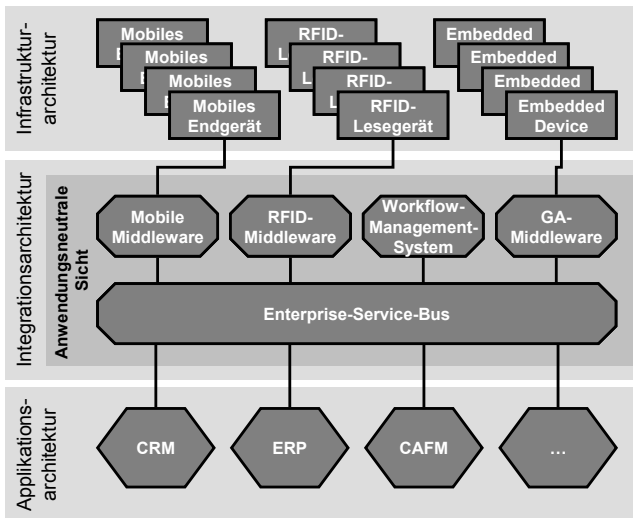 Infrastruktur-
architektur
Mobiles
E
Mobiles
E
Mobiles
E
Mobiles
Endgerät
RFID-
L
RFID-
L
RFID-
L
RFID-
Lesegerät
Embedded
Embedded
Embedded
Embedded
Device
Integrationsarchitektur
Anwendungsneutrale
Sicht
Mobile
Middleware
RFID-
Middleware
Workflow-
Management-
System
GA-
Middleware
Enterprise-Service-Bus
Applikations-
architektur
CRM
ERP
CAFM
...